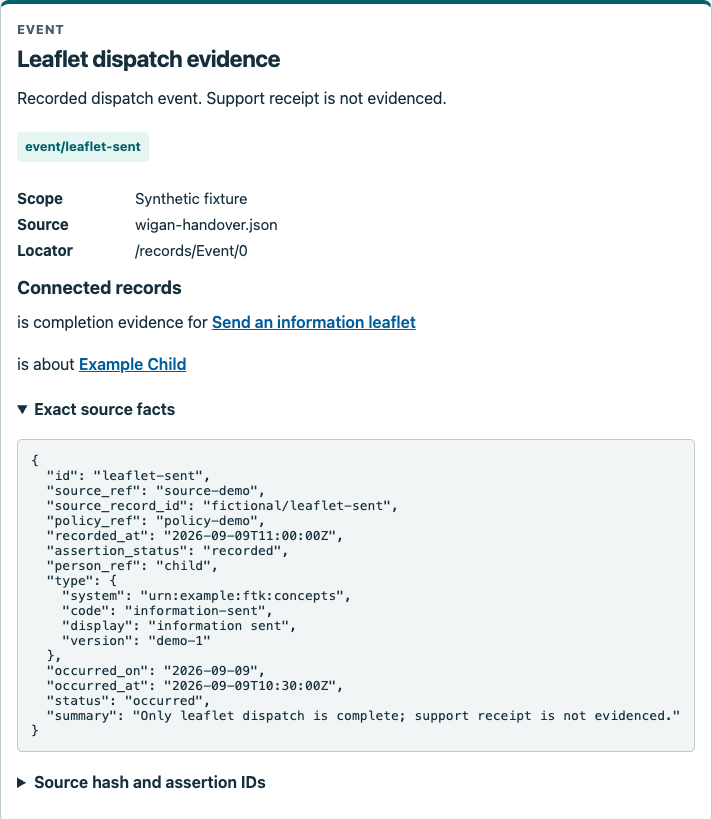 EVENT
Leaflet dispatch evidence
Recorded dispatch event. Support receipt is not evidenced.
event/leaflet-sent
Scope Synthetic fixture
Source wigan-handover.json
Locator /records/Event/0
Connected records
is completion evidence for Send an information leaflet
is about Example Child
▼ Exact source facts
{
  "id": "leaflet-sent",
  "source_ref": "source-demo",
  "source_record_id": "fictional/leaflet-sent",
  "policy_ref": "policy-demo",
  "recorded_at": "2026-09-09T11:00:00Z",
  "assertion_status": "recorded",
  "person_ref": "child",
  "type": {
    "system": "urn:example:ftk:concepts",
    "code": "information-sent",
    "display": "information sent",
    "version": "demo-1"
  },
  "occurred_on": "2026-09-09",
  "occurred_at": "2026-09-09T10:30:00Z",
  "status": "occurred",
  "summary": "Only leaflet dispatch is complete; support receipt is not evidenced."
}
▶ Source hash and assertion IDs